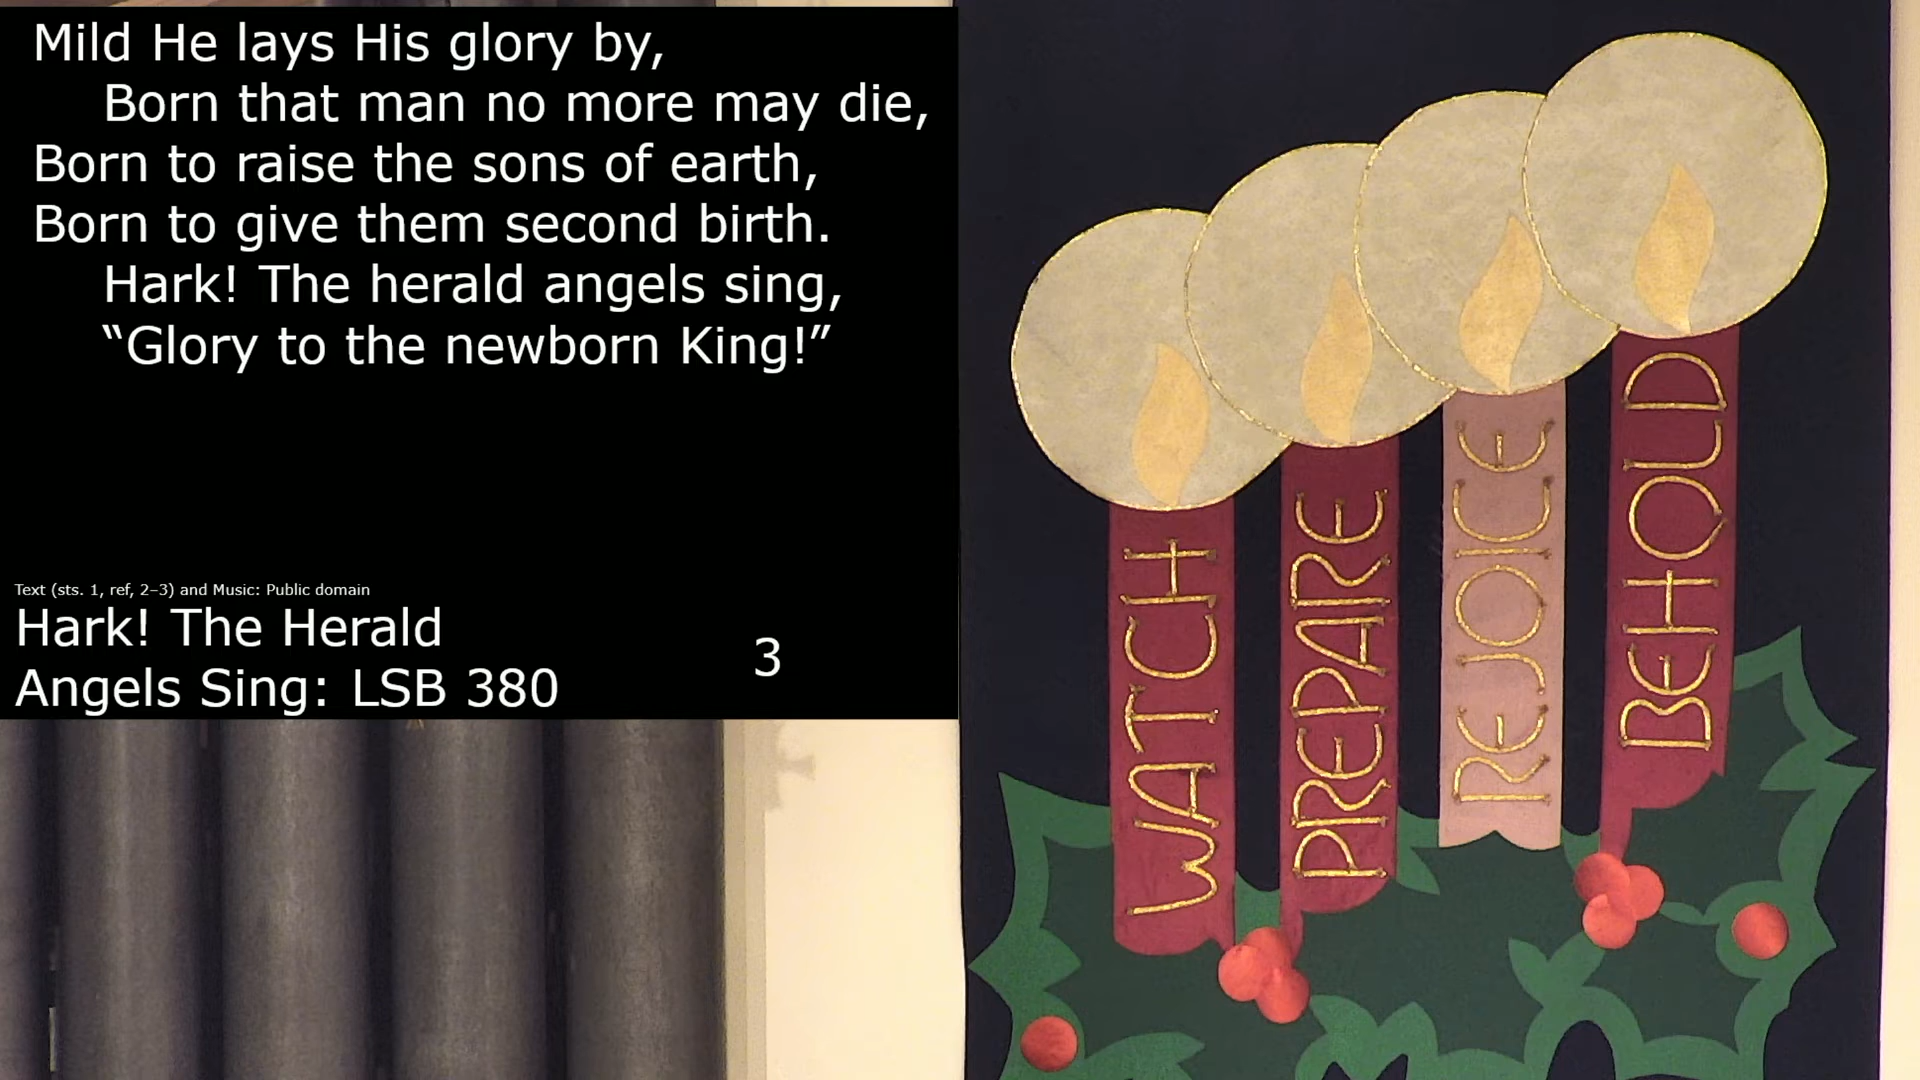 Mild He lays His glory by,
Born that man no more may die,
Born to raise the sons of earth,
Born to give them second birth.
Hark! The herald angels sing,
“Glory to the newborn King!”
Text (sts. 1, ref, 2–3) and Music: Public domain
Hark! The Herald
Angels Sing: LSB 380
3
WATCH
PREPARE
REJOICE
BEHOLD